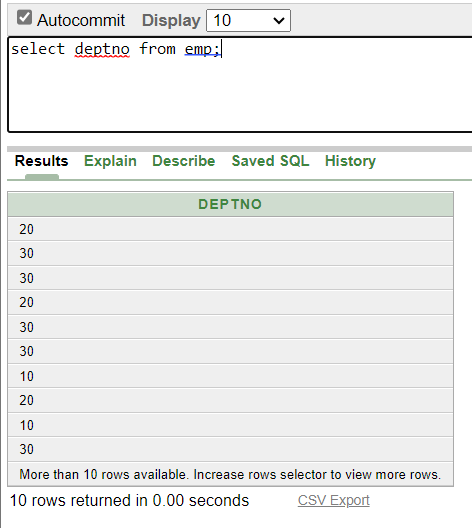 Autocommit Display 10
select deptno from emp;
Results Explain Describe Saved SQL History
DEPTNO
20
30
30
20
30
30
10
20
10
30
More than 10 rows available. Increase rows selector to view more rows.
10 rows returned in 0.00 seconds CSV Export